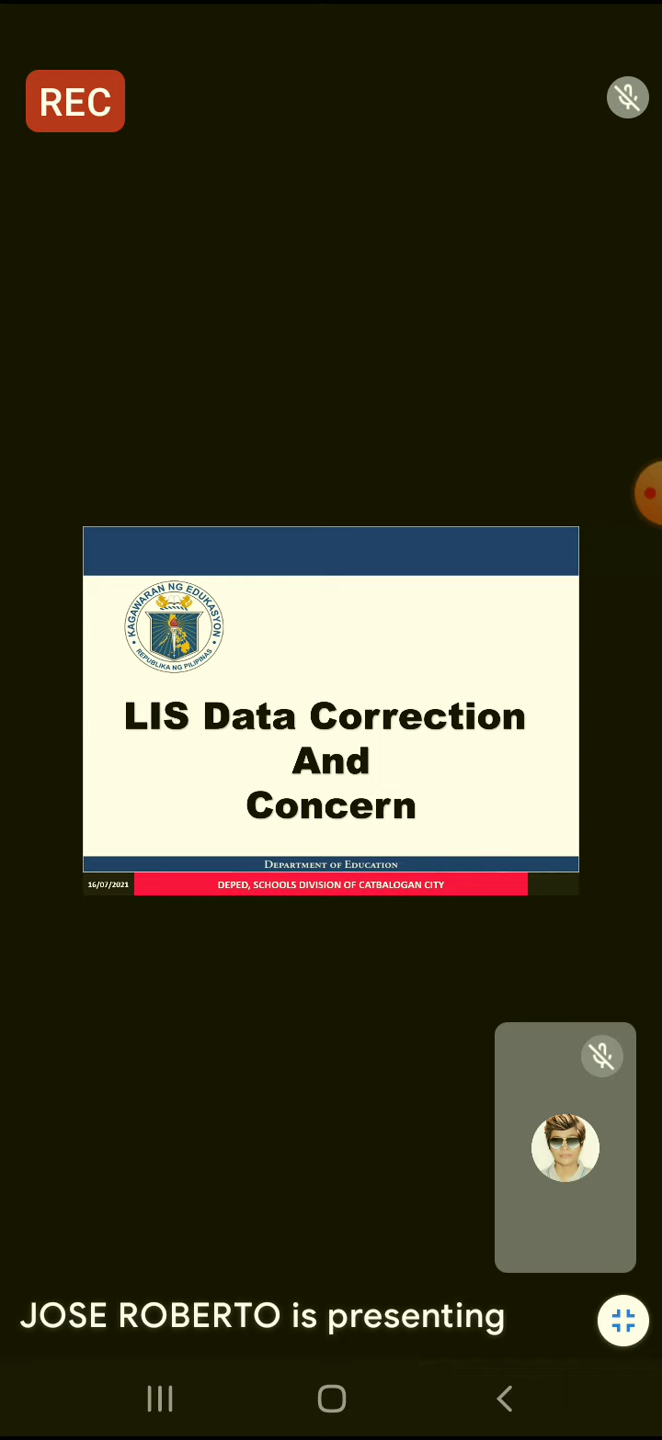 REC
KAGAWARAN NG EDUKASYON
REPUBLIKA NG PILIPINAS
LIS Data Correction
And
Concern
DEPARTMENT OF EDUCATION
16/07/2021
DEPED, SCHOOLS DIVISION OF CATBALOGAN CITY
JOSE ROBERTO is presenting